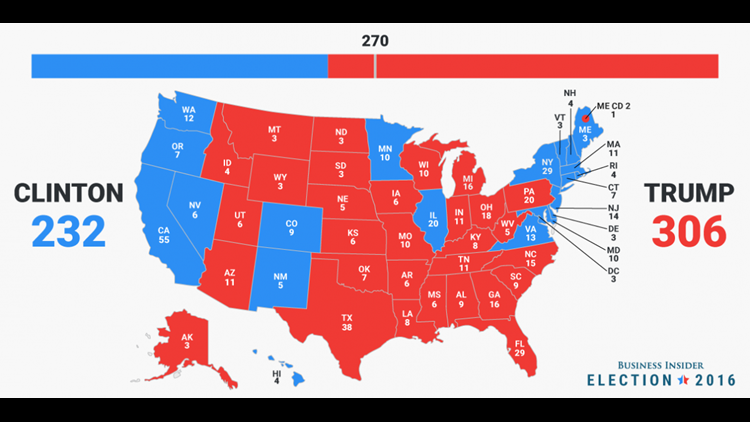 270
CLINTON
232
TRUMP
306
WA
12
OR
7
CA
55
NV
6
ID
4
MT
3
WY
3
UT
6
AZ
11
CO
9
NM
5
ND
3
SD
3
NE
5
KS
6
OK
7
TX
38
MN
10
IA
6
MO
10
AR
6
LA
8
WI
10
IL
20
MI
16
IN
11
OH
18
KY
8
TN
11
MS
6
AL
9
GA
16
FL
29
SC
9
NC
15
VA
13
WV
5
PA
20
NY
29
VT
3
NH
4
ME CD 2
1
ME
3
MA
11
RI
4
CT
7
NJ
14
DE
3
MD
10
DC
3
AK
3
HI
4
BUSINESS INSIDER
ELECTION 2016